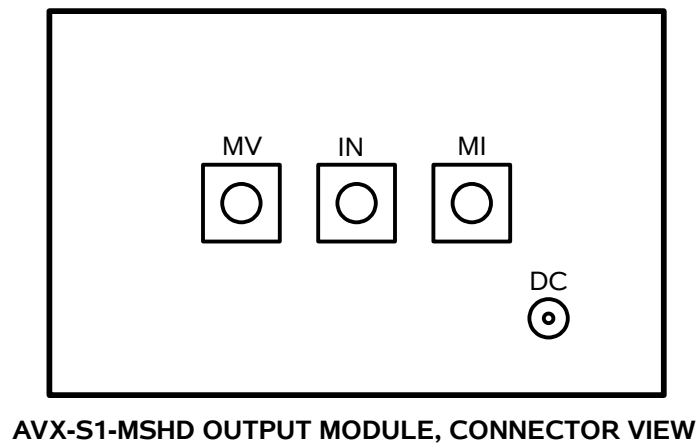 MV IN MI
DC
AVX-S1-MSHD OUTPUT MODULE, CONNECTOR VIEW